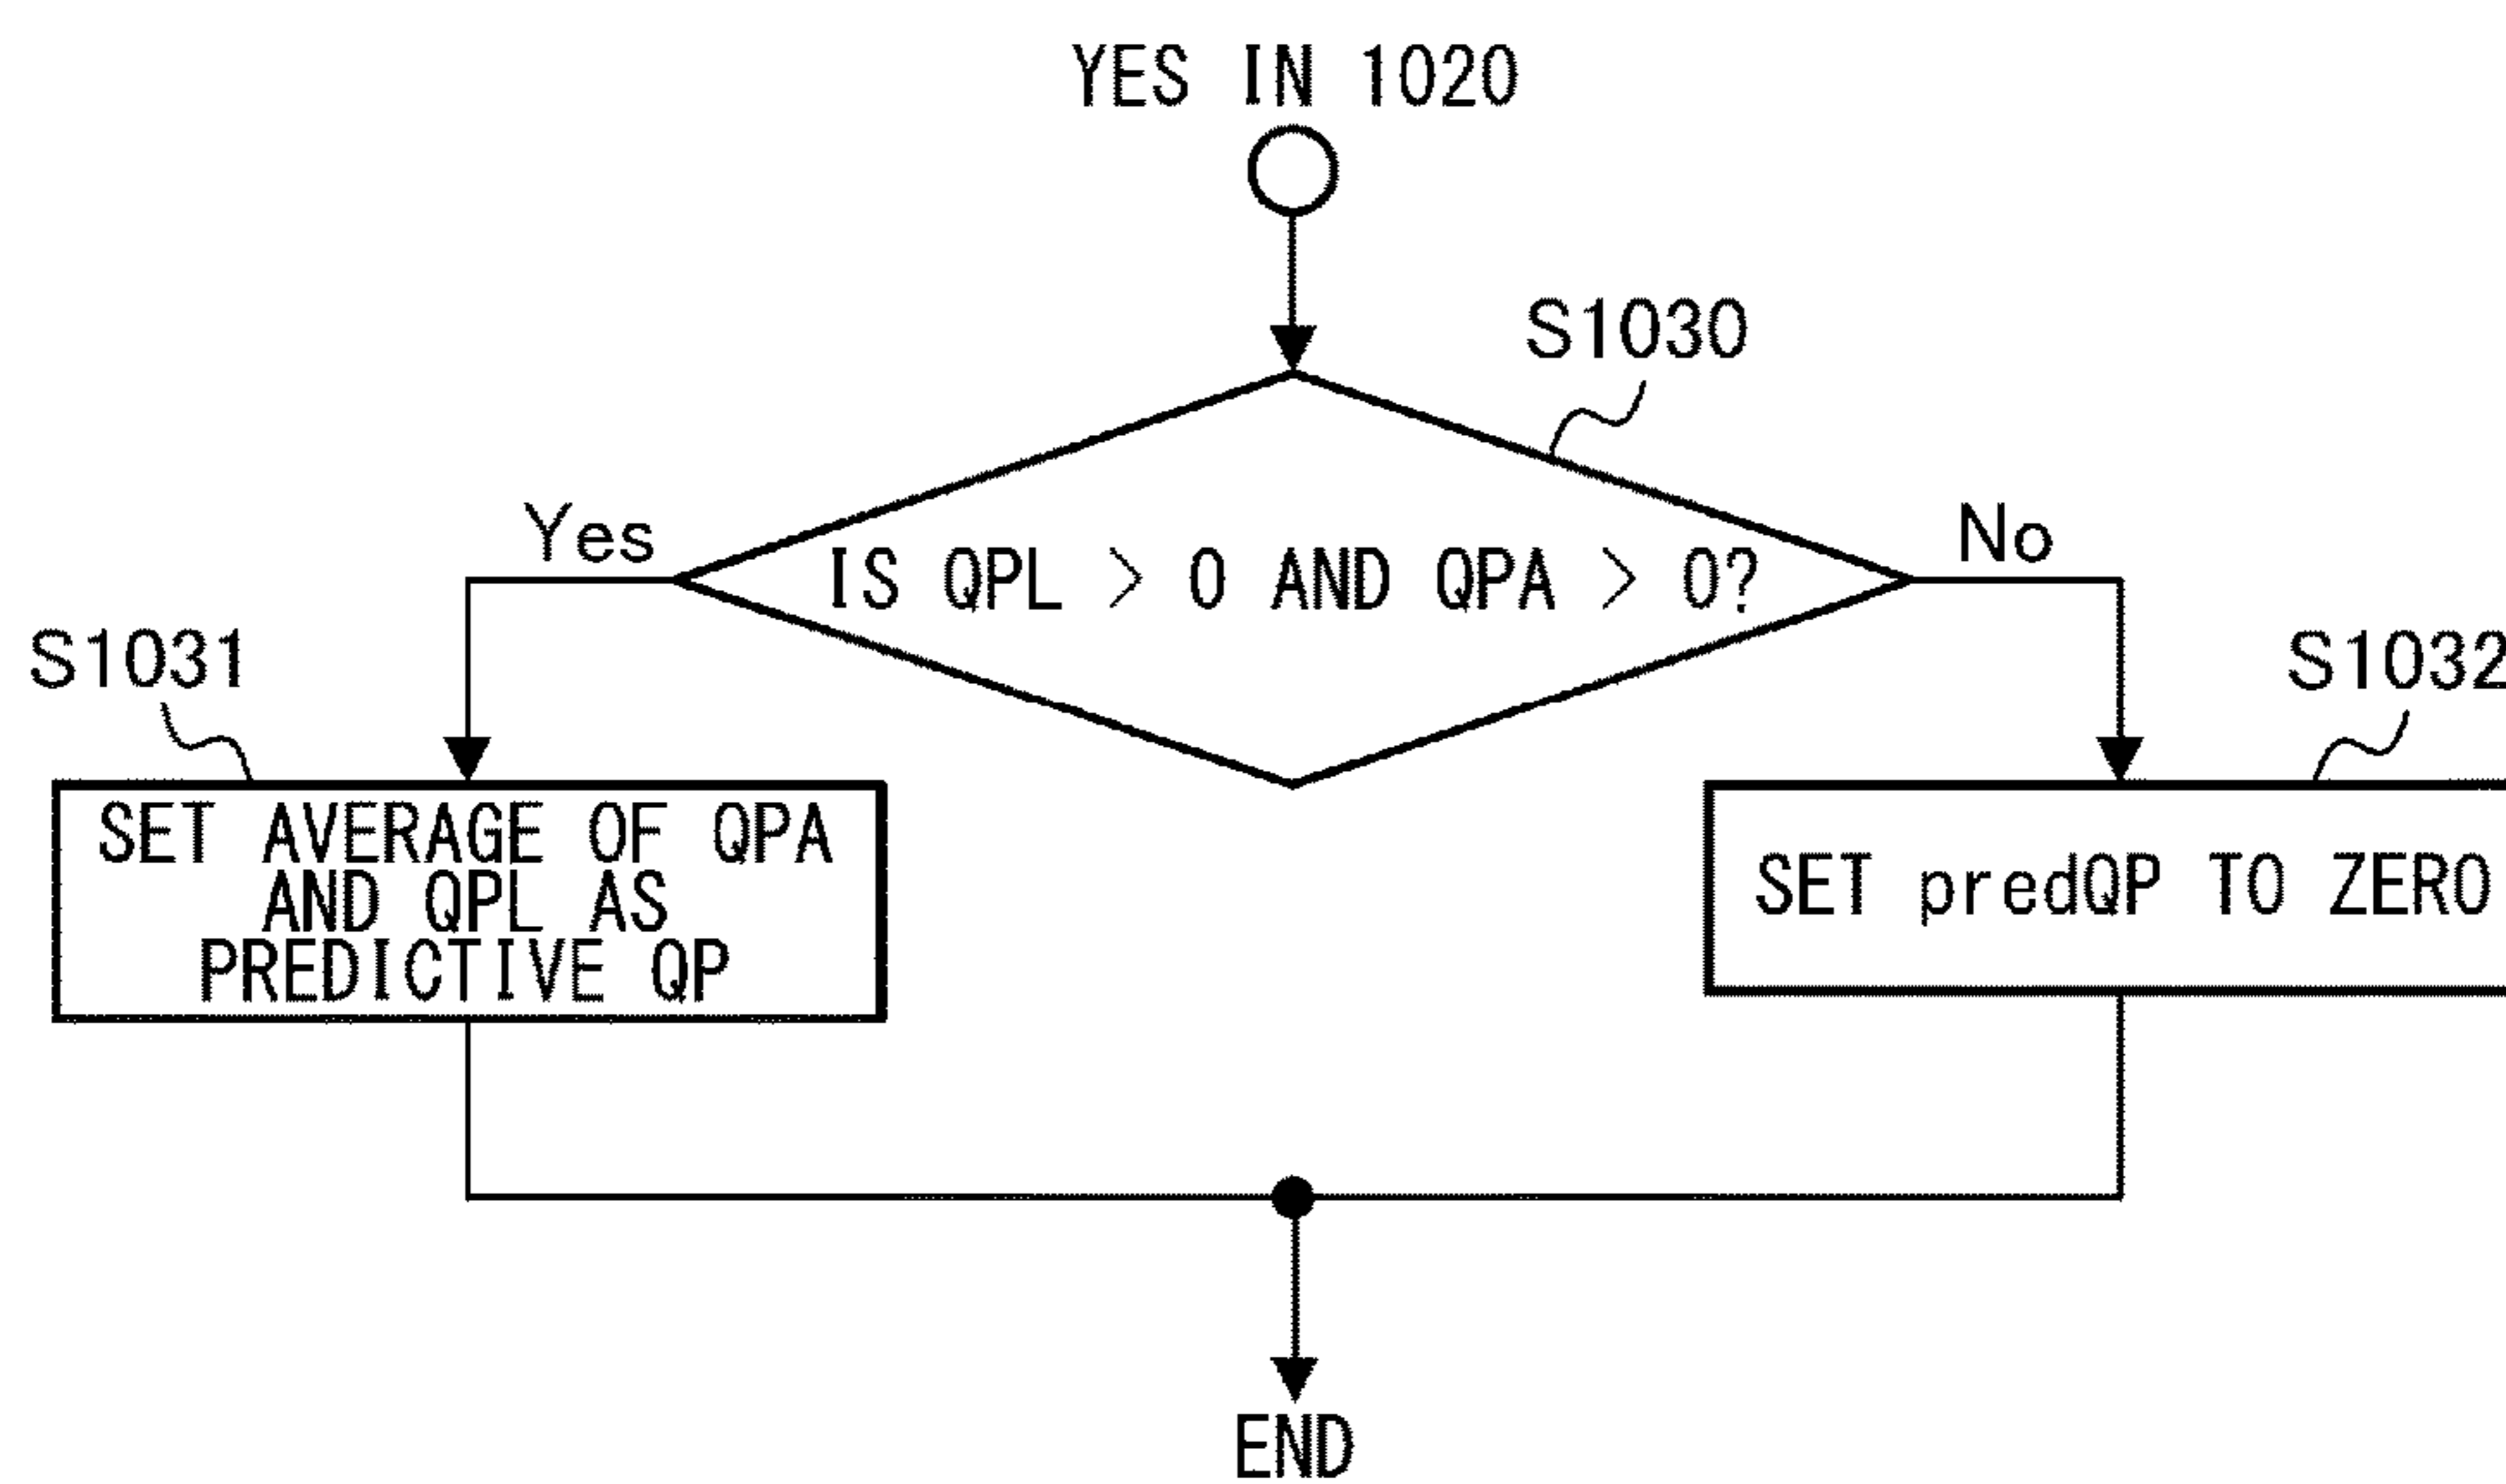 YES IN 1020
S1030
Yes
No
IS QPL > 0 AND QPA > 0?
S1031
S1032
SET AVERAGE OF QPA
AND QPL AS
PREDICTIVE QP
SET predQP TO ZERO
END